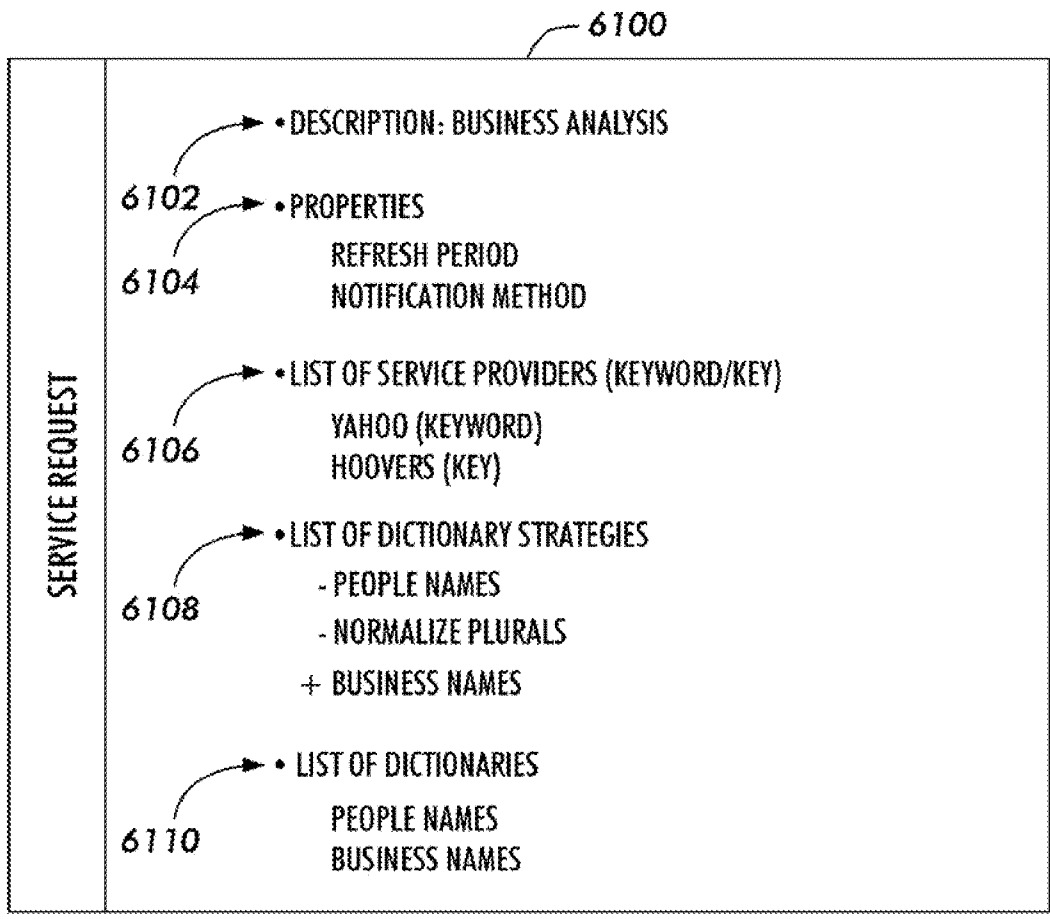 6100
SERVICE REQUEST
• DESCRIPTION: BUSINESS ANALYSIS
6102
• PROPERTIES
REFRESH PERIOD
6104
NOTIFICATION METHOD
• LIST OF SERVICE PROVIDERS (KEYWORD/KEY)
YAHOO (KEYWORD)
6106
HOOVERS (KEY)
• LIST OF DICTIONARY STRATEGIES
- PEOPLE NAMES
6108
- NORMALIZE PLURALS
+ BUSINESS NAMES
• LIST OF DICTIONARIES
PEOPLE NAMES
6110
BUSINESS NAMES